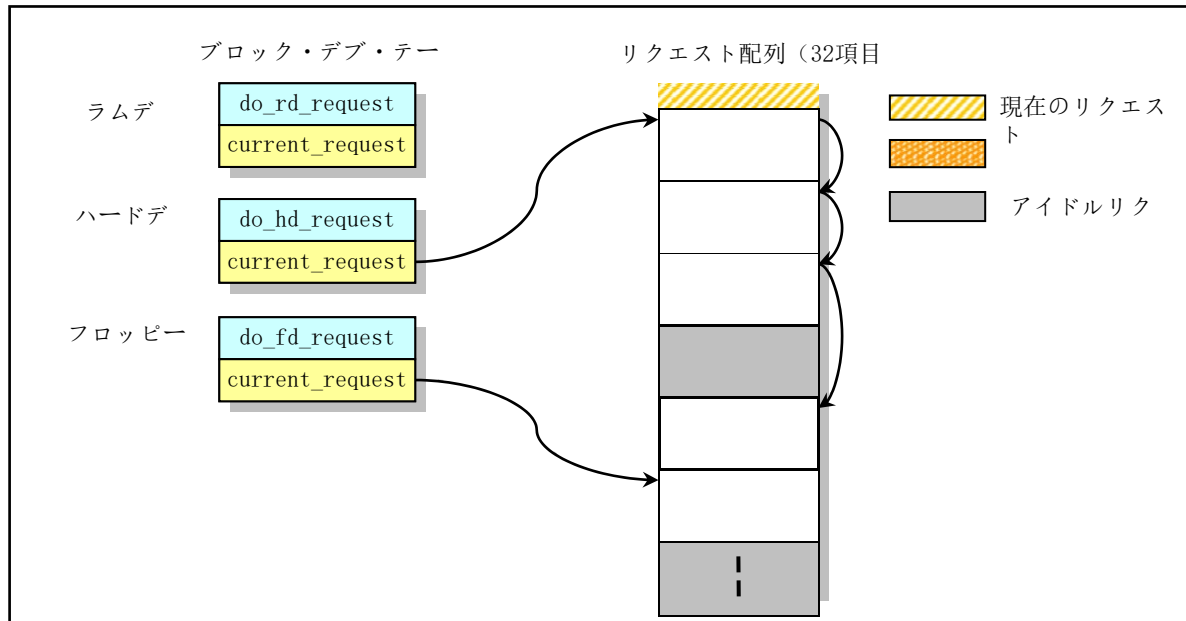 ブロック・デブ・テー
リクエスト配列（32項目
ラムデ
do_rd_request
current_request
現在のリクエス
ト
ハードデ
do_hd_request
current_request
アイドルリク
フロッピー
do_fd_request
current_request